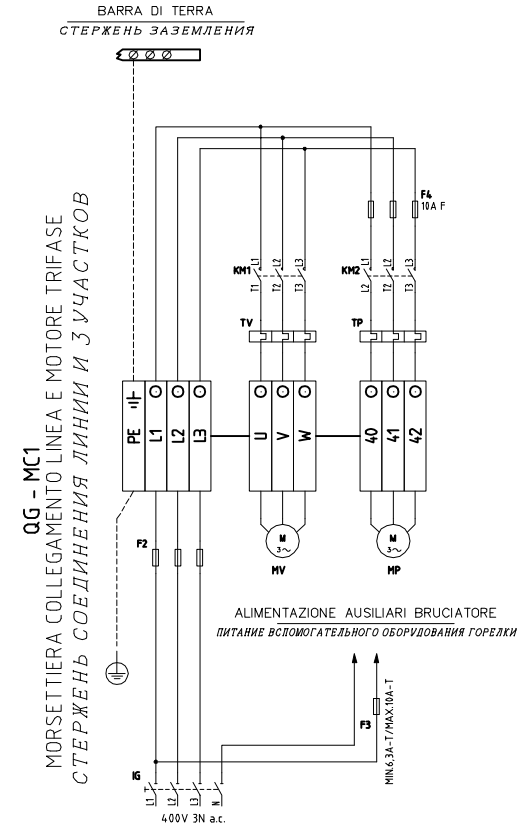 BARRA DI TERRA
СТЕРЖЕНЬ ЗАЗЕМЛЕНИЯ
QG - MC1
MORSETTIERA COLLEGAMENTO LINEA E MOTORE TRIFASE
СТЕРЖЕНЬ СОЕДИНЕНИЯ ЛИНИИ И 3 УЧАСТКОВ
F4
10A F
KM1
L1 L2 L3
T1 T2 T3
KM2
L1 L2 L3
L2 T2 T3
TV
TP
PE L1 L2 L3
U V W
40 41 42
F2
M
3~
MV
M
3~
MP
ALIMENTAZIONE AUSILIARI BRUCIATORE
ПИТАНИЕ ВСПОМОГАТЕЛЬНОГО ОБОРУДОВАНИЯ ГОРЕЛКИ
F3
MIN.6,3A-T/MAX.10A-T
IG
L1 L2 L3 N
400V 3N a.c.